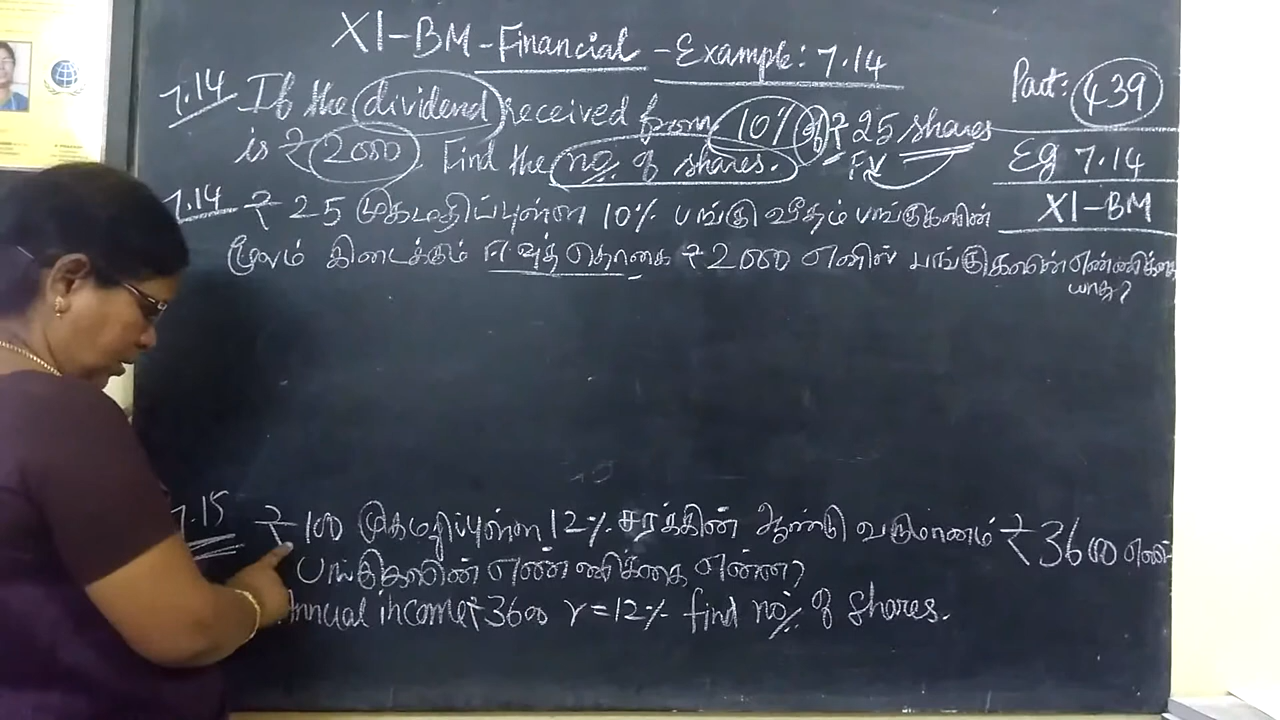 XI-BM-Financial-Example: 7.14
Part: 439
7.14 If the dividend received from 10% of ₹ 25 shares
is ₹ 2000. Find the no. of shares. FV
Eg 7.14
XI-BM
7.14 ₹ 25 முகமதிப்புள்ள 10% பங்கு வீதம் பங்குகளின்
மூலம் கிடைக்கும் ஈவுத் தொகை ₹ 2000 எனில் பங்குகளின் எண்ணிக்கை
யாது?
7.15 ₹ 100 முகமதிப்புள்ள 12% சரக்கின் ஆண்டு வருமானம் ₹ 3600 எனில்
பங்குகளின் எண்ணிக்கை என்ன?
Annual income ₹ 3600 r = 12% find no. of shares.